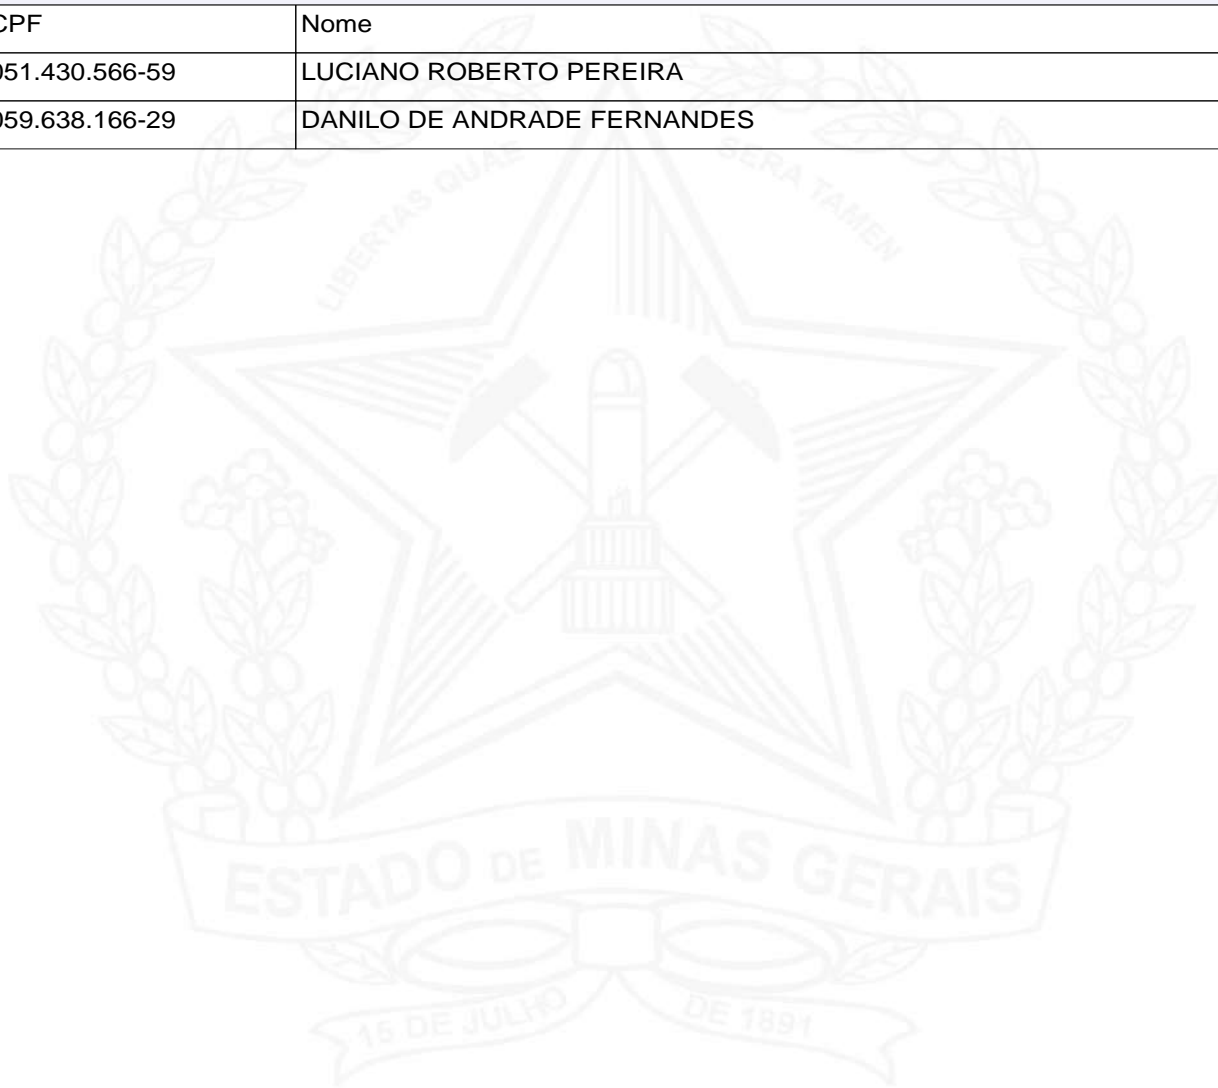 CPF Nome
051.430.566-59 LUCIANO ROBERTO PEREIRA
059.638.166-29 DANILO DE ANDRADE FERNANDES
LIBERTAS QUAE SERA TAMEN
ESTADO DE MINAS GERAIS
15 DE JULHO DE 1891